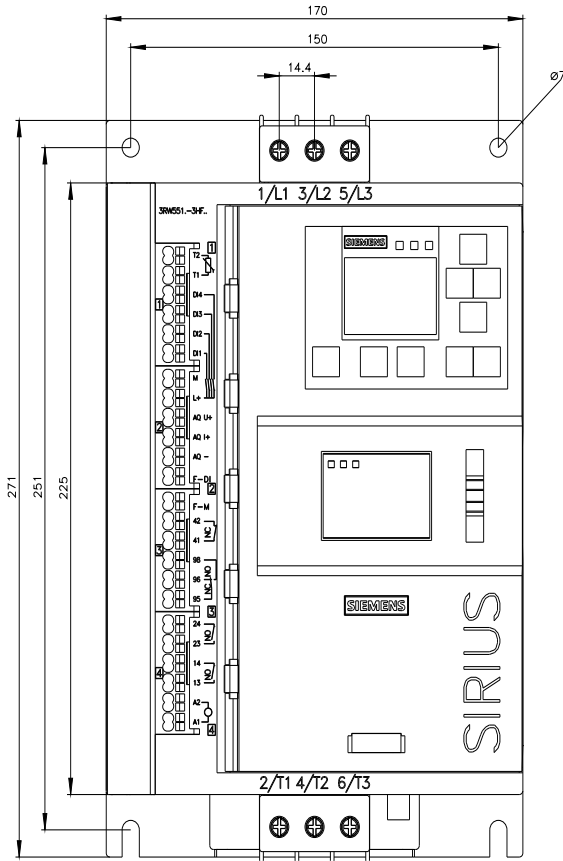 170
150
14.4
ø7
271
251
225
1/L1 3/L2 5/L3
3RW551.-3HF..
1
T2
T1
1
DI4
DI3
DI2
DI1
M
L+
AQ U+
2
AQ I+
AQ -
F-DI
2
F-M
42
NC
41
3
98
NO
96
NC
95
3
24
NO
23
14
4
NO
13
A2
A1
4
SIEMENS
SIEMENS
SIRIUS
2/T1 4/T2 6/T3